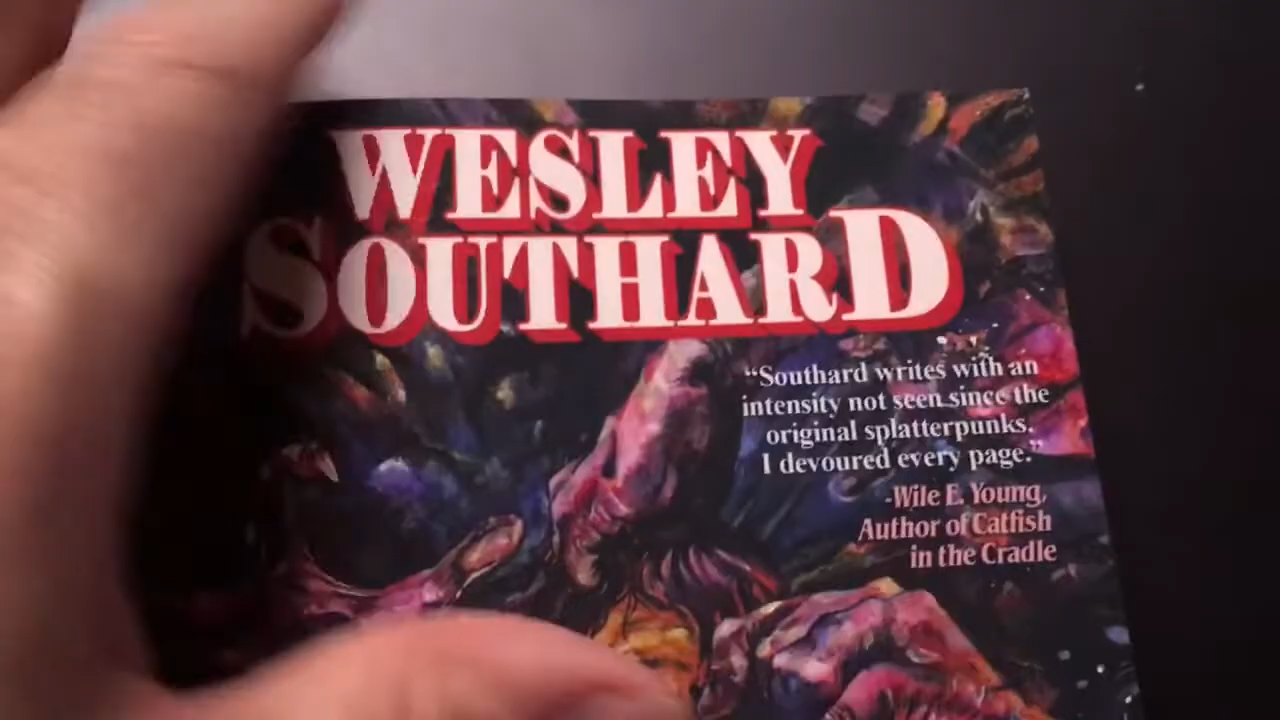 WESLEY
SOUTHARD
“Southard writes with an
intensity not seen since the
original splatterpunks.
I devoured every page.”
-Wile E. Young,
Author of Catfish
in the Cradle